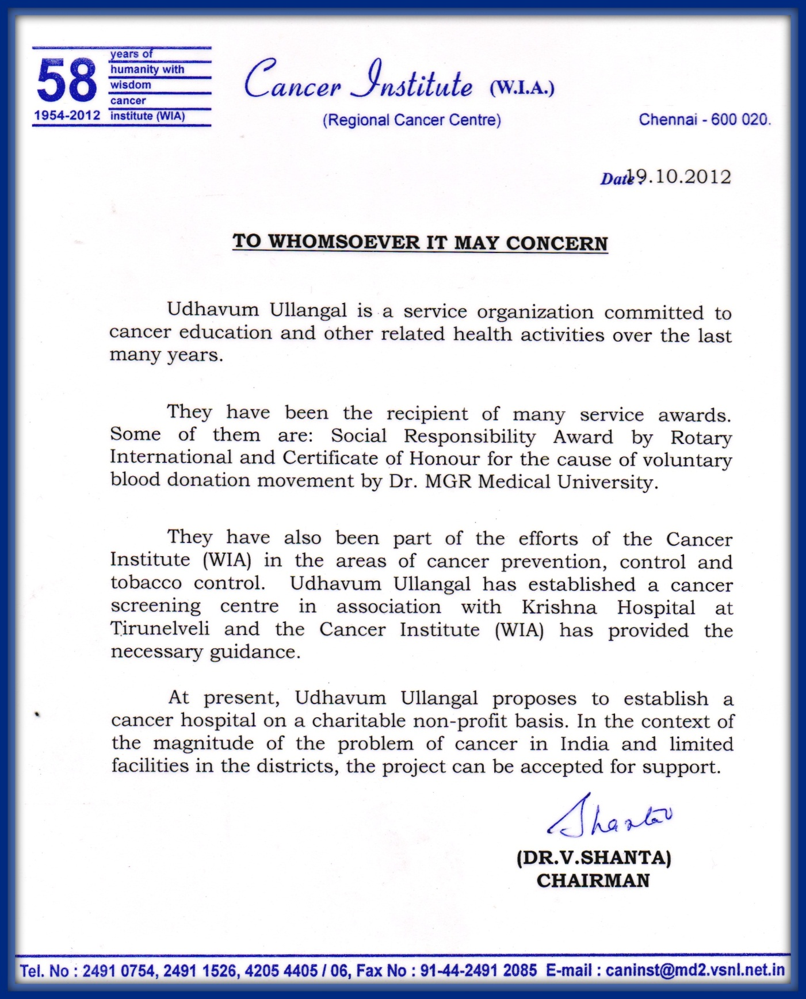 58
1954-2012
years of
humanity with
wisdom
cancer
institute (WIA)
Cancer Institute (W.I.A.)
(Regional Cancer Centre)
Chennai - 600 020.
Date : 19.10.2012
TO WHOMSOEVER IT MAY CONCERN
Udhavum Ullangal is a service organization committed to
cancer education and other related health activities over the last
many years.
They have been the recipient of many service awards.
Some of them are: Social Responsibility Award by Rotary
International and Certificate of Honour for the cause of voluntary
blood donation movement by Dr. MGR Medical University.
They have also been part of the efforts of the Cancer
Institute (WIA) in the areas of cancer prevention, control and
tobacco control. Udhavum Ullangal has established a cancer
screening centre in association with Krishna Hospital at
Tirunelveli and the Cancer Institute (WIA) has provided the
necessary guidance.
At present, Udhavum Ullangal proposes to establish a
cancer hospital on a charitable non-profit basis. In the context of
the magnitude of the problem of cancer in India and limited
facilities in the districts, the project can be accepted for support.
Shanta
(DR.V.SHANTA)
CHAIRMAN
Tel. No : 2491 0754, 2491 1526, 4205 4405 / 06, Fax No : 91-44-2491 2085 E-mail : caninst@md2.vsnl.net.in